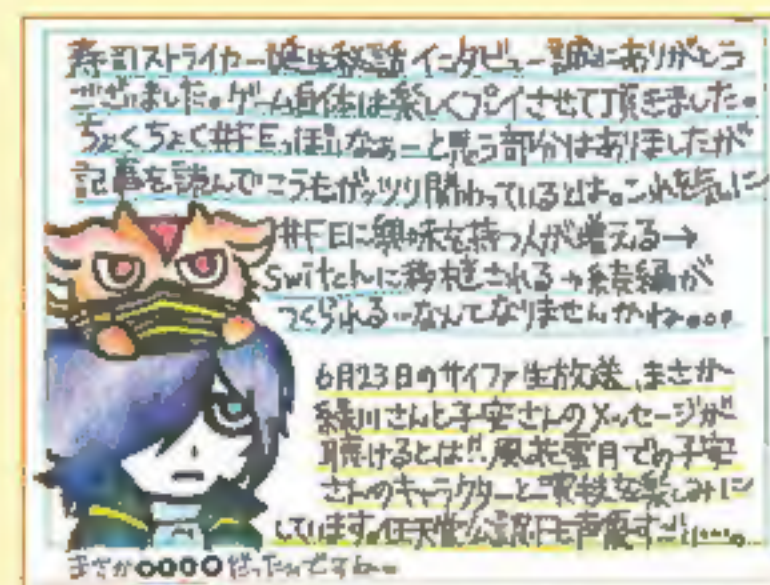 寿司ストライカー誕生秘話インタビュー誠にありがとう
ございました。ゲーム自体は楽しくプレイさせて頂きました。
ちょくちょく#FEっぽいなぁーと思う部分はありましたが
記事を読んでこうもガッツリ関わっているとは。これを気に
#FEに興味を持つ人が増える→
Switchに移植される→続編が
つくられる…なんてなりませんかね…
6月23日のサイファ生放送、まさか
緑川さんと子安さんのメッセージが
聴けるとは!!風花雪月での子安
さんのキャラクターと一實装を楽しみに
しています。任天堂公認
まさか○○○○だったんですねー。